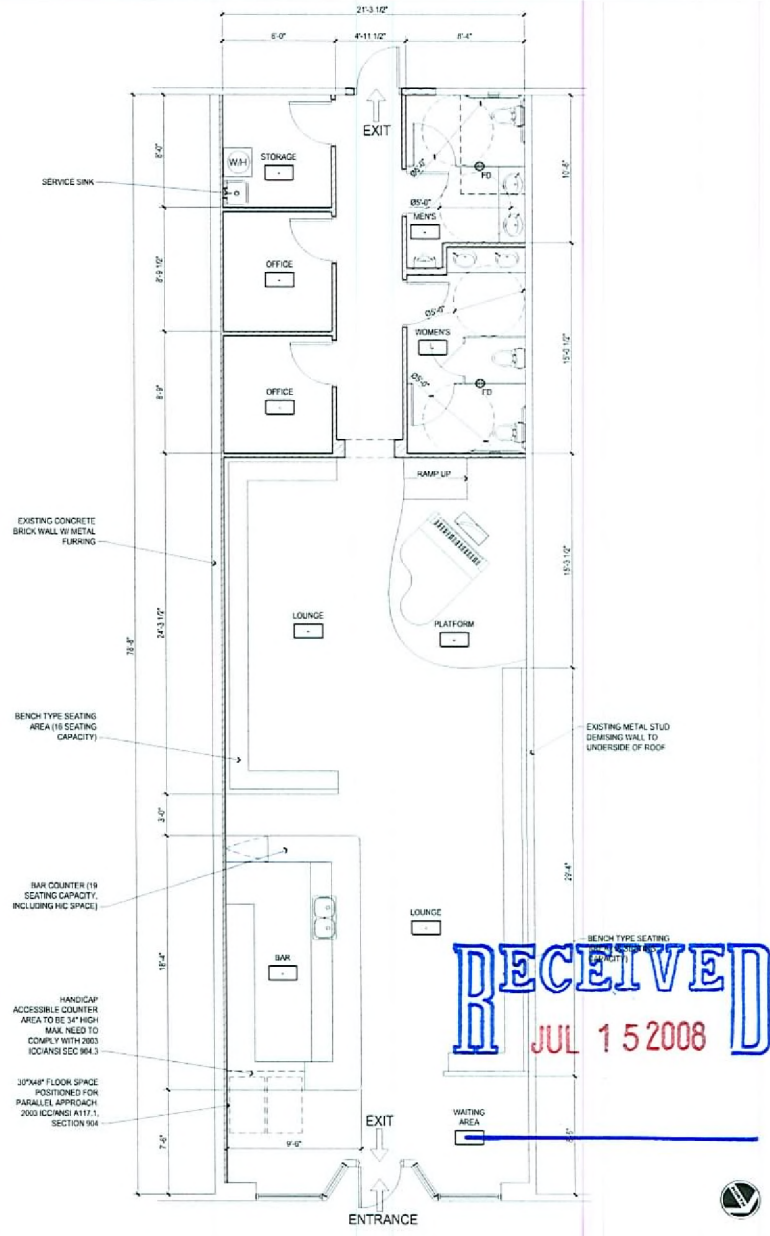 21'-3 1/2"
6'-0"
4'-11 1/2"
8'-4"
EXIT
8'-0"
W/H
STORAGE
SERVICE SINK
FD
10'-8"
MEN'S
OFFICE
8'-9 1/2"
WOMEN'S
15'-3 1/2"
OFFICE
8'-9"
FD
RAMP UP
EXISTING CONCRETE
BRICK WALL W/ METAL
FURRING
LOUNGE
PLATFORM
24'-3 1/2"
78'-8"
BENCH TYPE SEATING
AREA (16 SEATING
CAPACITY)
EXISTING METAL STUD
DEMISING WALL TO
UNDERSIDE OF ROOF
3'-0"
29'-4"
BAR COUNTER (19
SEATING CAPACITY,
INCLUDING H/C SPACE)
LOUNGE
BAR
18'-4"
BENCH TYPE SEATING
CAPACITY)
RECEIVED
JUL 15 2008
HANDICAP
ACCESSIBLE COUNTER
AREA TO BE 34" HIGH
MAX. NEED TO
COMPLY WITH 2003
ICC/ANSI SEC 904.3
30"X48" FLOOR SPACE
POSITIONED FOR
PARALLEL APPROACH.
2003 ICC/ANSI A117.1,
SECTION 904
WAITING
AREA
7'-6"
9'-6"
EXIT
ENTRANCE